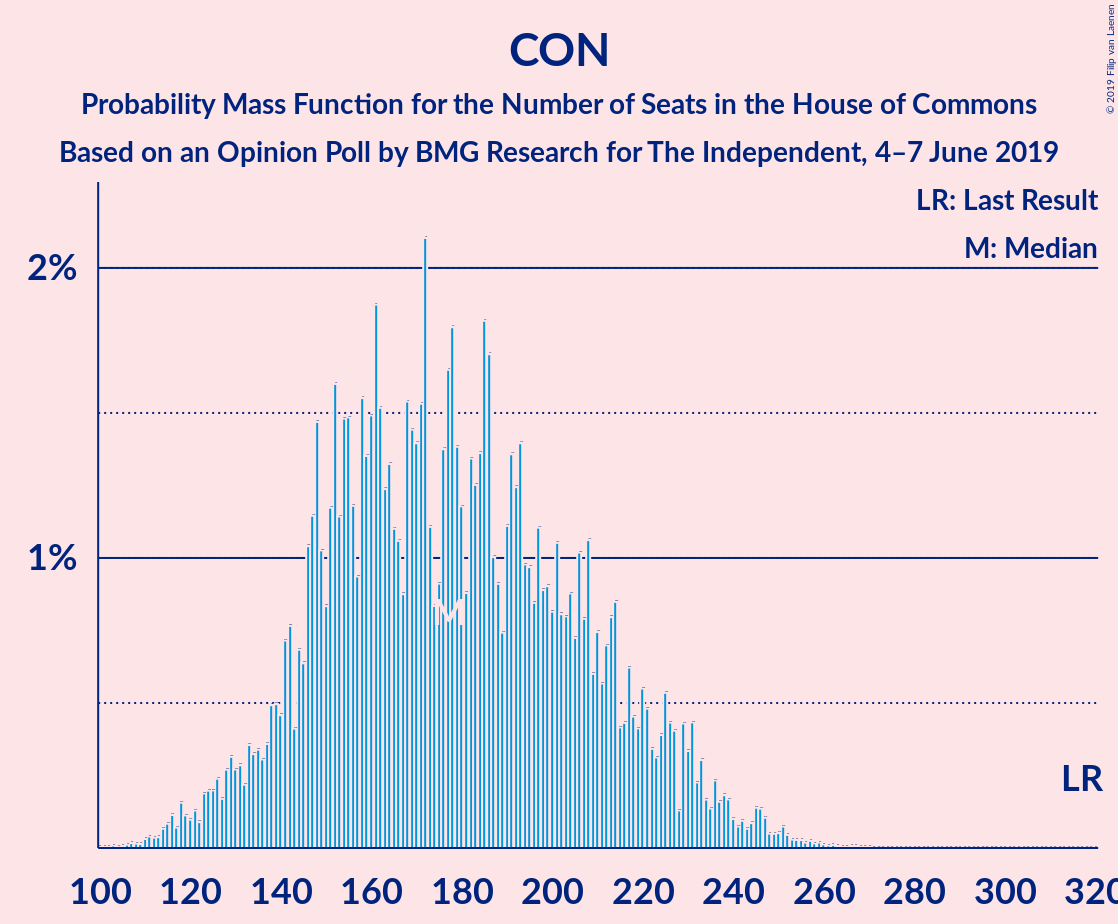 CON
Probability Mass Function for the Number of Seats in the House of Commons
Based on an Opinion Poll by BMG Research for The Independent, 4–7 June 2019
© 2019 Filip van Laenen
LR: Last Result
M: Median
2%
1%
M
LR
100 120 140 160 180 200 220 240 260 280 300 320